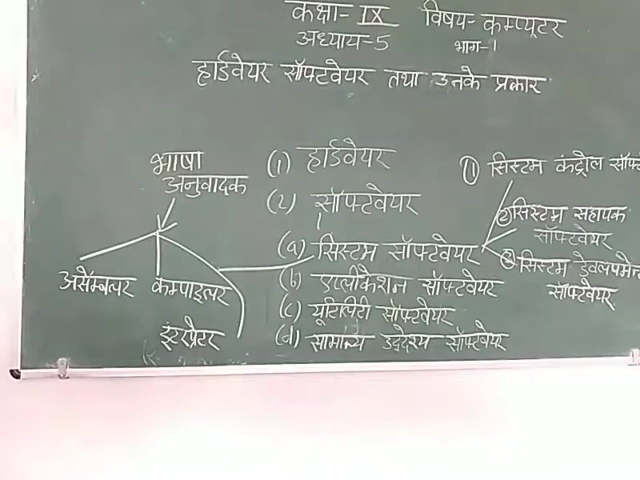 कक्षा- IX विषय- कम्प्यूटर
अध्याय-5 भाग-1
हार्डवेयर सॉफ्टवेयर तथा उनके प्रकार
भाषा
अनुवादक
असेंम्बलर कम्पाइलर
इंटरप्रेटर
(1) हार्डवेयर
(2) सॉफ्टवेयर
(a) सिस्टम सॉफ्टवेयर
(b) एप्लीकेशन सॉफ्टवेयर
(c) यूटिलिटी सॉफ्टवेयर
(d) सामान्य उद्देश्य सॉफ्टवेयर
① सिस्टम कंट्रोल
② सिस्टम सहायक
सॉफ्टवेयर
③ सिस्टम
सॉफ्टवेयर